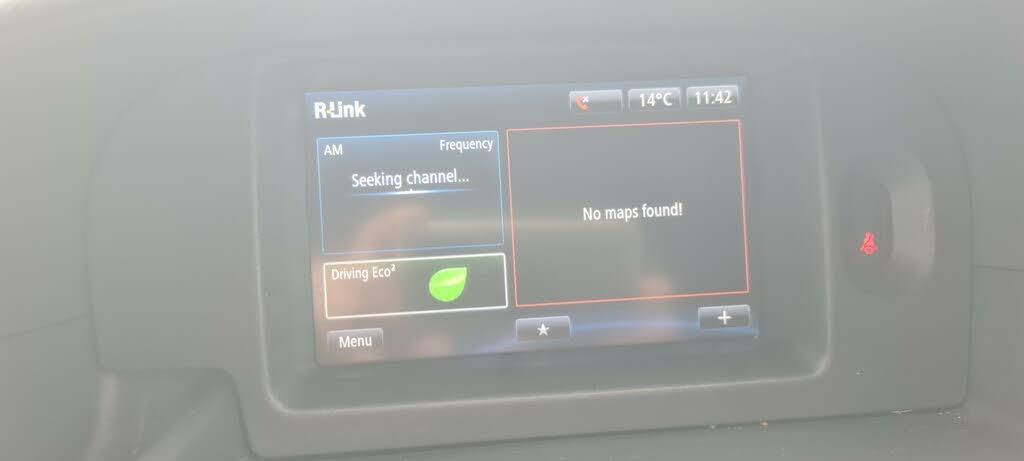 R-Link
14°C
11:42
AM
Frequency
Seeking channel...
No maps found!
Driving Eco²
Menu